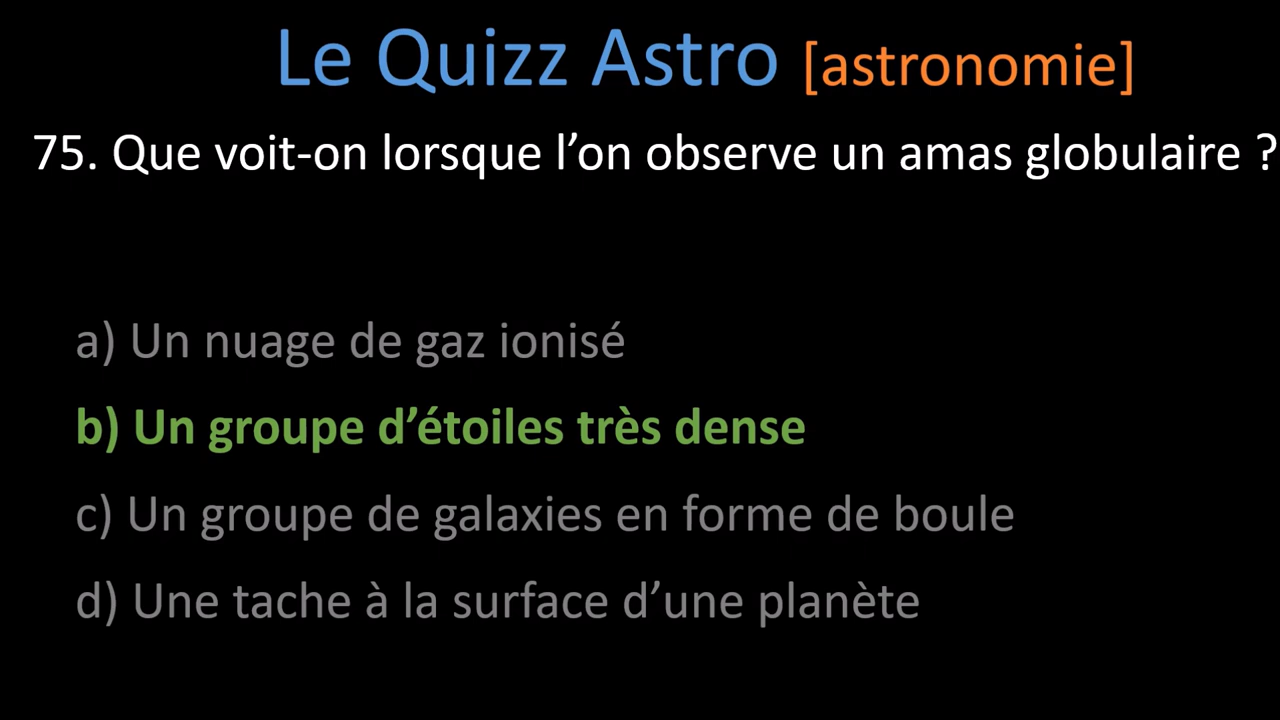 Le Quizz Astro [astronomie]
75. Que voit-on lorsque l’on observe un amas globulaire ?
a) Un nuage de gaz ionisé
b) Un groupe d’étoiles très dense
c) Un groupe de galaxies en forme de boule
d) Une tache à la surface d’une planète